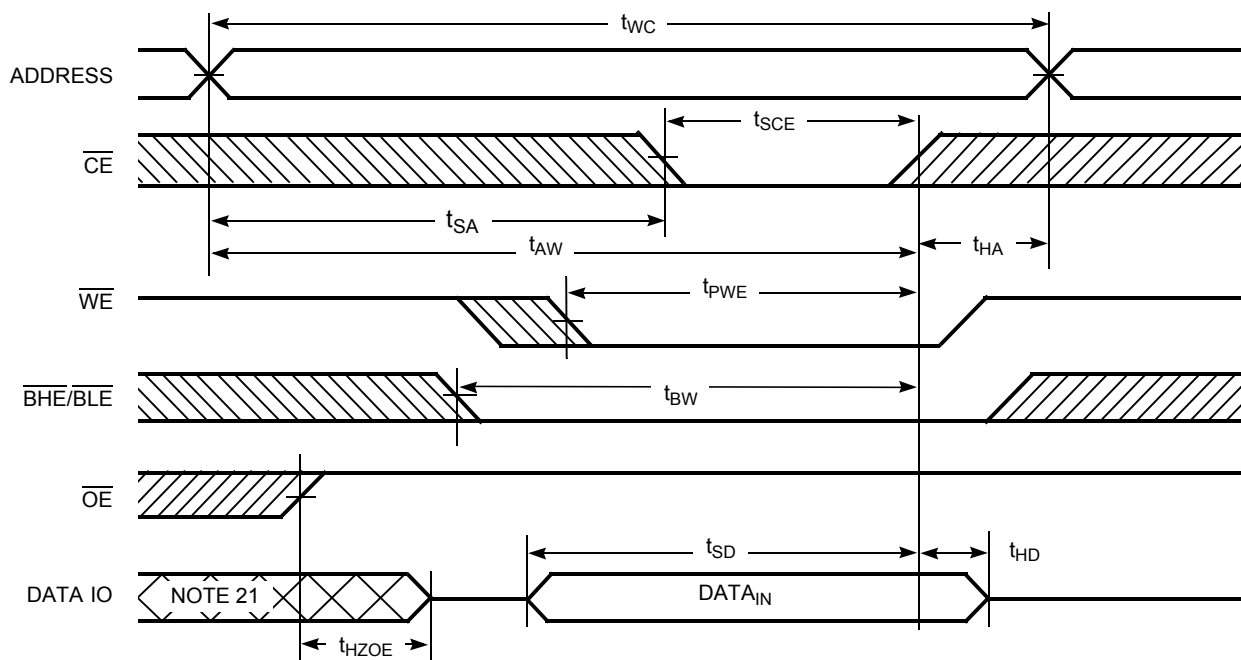 tWC
ADDRESS
tSCE
CE
tSA
tAW
tHA
WE
tPWE
BHE/BLE
tBW
OE
tSD
tHD
DATA IO
NOTE 21
DATAIN
tHZOE